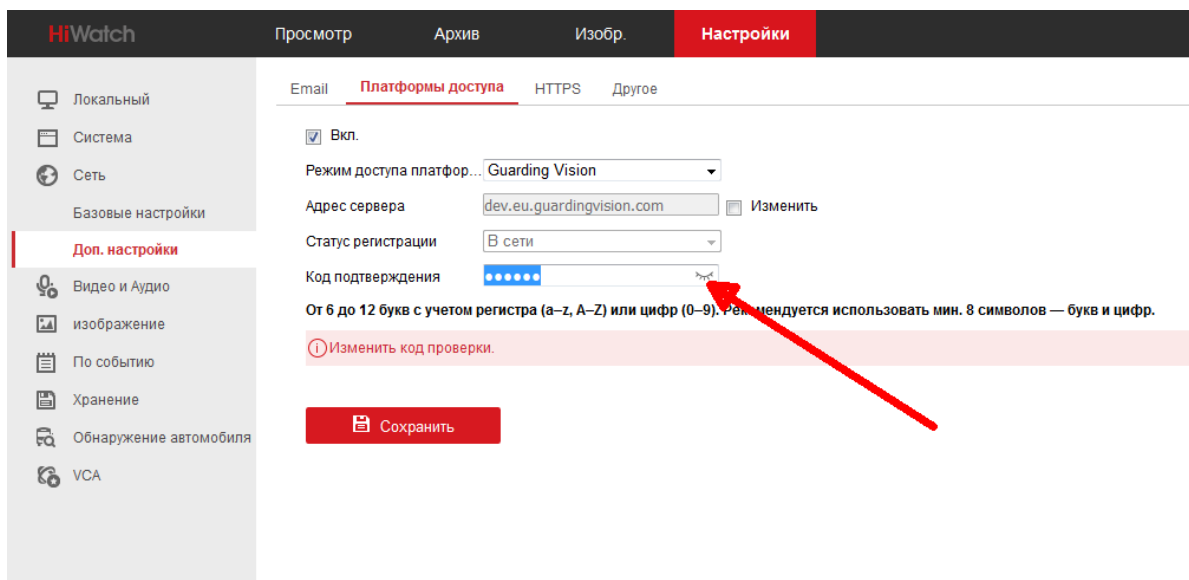 HiWatch Просмотр Архив Изобр. Настройки
Email Платформы доступа HTTPS Другое
Локальный
Система
Сеть
Базовые настройки
Доп. настройки
Видео и Аудио
изображение
По событию
Хранение
Обнаружение автомобиля
VCA
Вкл.
Режим доступа платфор... Guarding Vision
Адрес сервера dev.eu.guardingvision.com Изменить
Статус регистрации В сети
Код подтверждения ••••••
От 6 до 12 букв с учетом регистра (a–z, A–Z) или цифр (0–9). Рекомендуется использовать мин. 8 символов — букв и цифр.
Изменить код проверки.
Сохранить